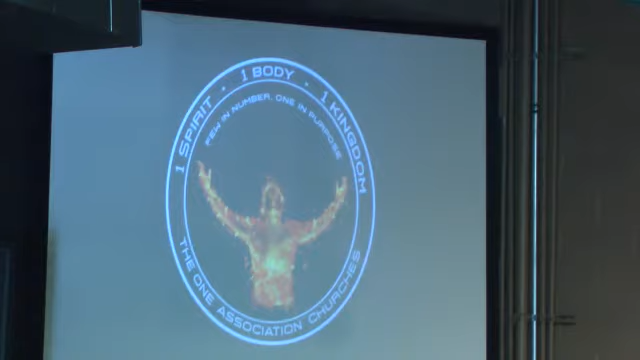 1 SPIRIT · 1 BODY · 1 KINGDOM
FEW IN NUMBER, ONE IN PURPOSE
THE ONE ASSOCIATION CHURCHES